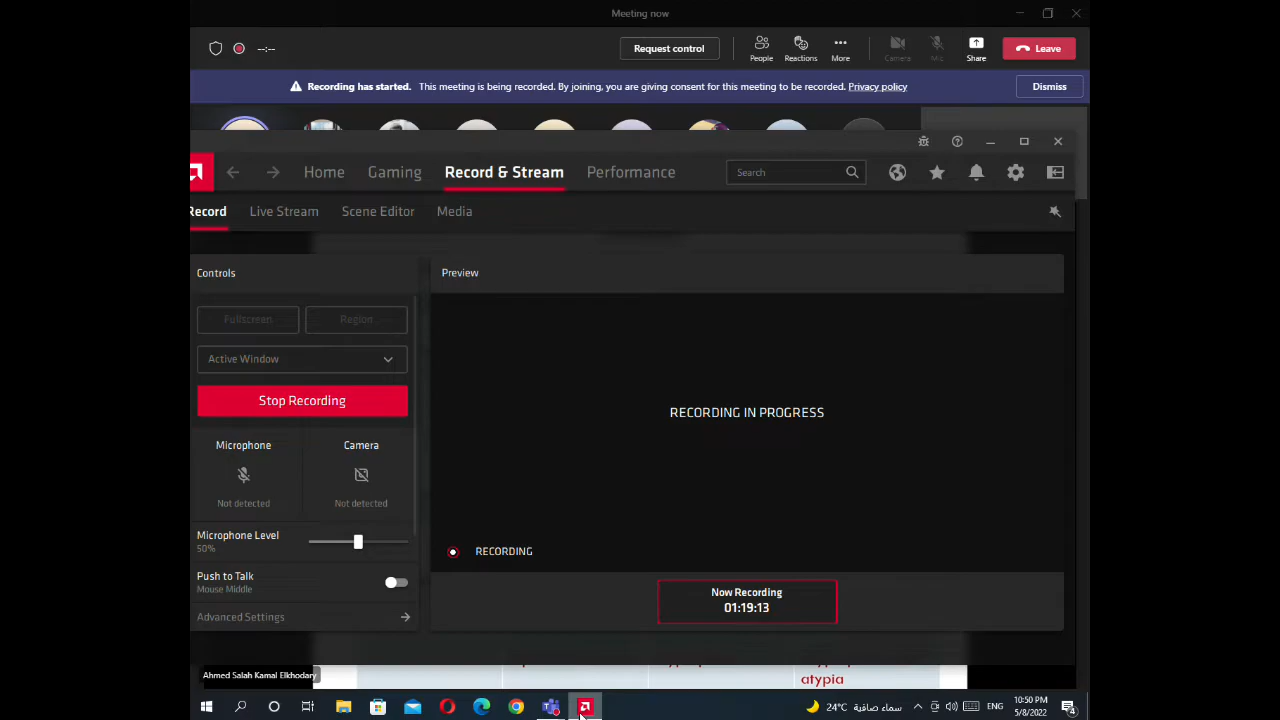 Meeting now
--:--
Request control
People
Reactions
More
Camera
Mic
Share
Leave
Recording has started. This meeting is being recorded. By joining, you are giving consent for this meeting to be recorded. Privacy policy
Dismiss
Home
Gaming
Record & Stream
Performance
Search
Record
Live Stream
Scene Editor
Media
Controls
Preview
Fullscreen
Region
Active Window
Stop Recording
RECORDING IN PROGRESS
Microphone
Camera
Not detected
Not detected
Microphone Level
50%
RECORDING
Push to Talk
Mouse Middle
Now Recording
01:19:13
Advanced Settings
Ahmed Salah Kamal Elkhodary
atypia
24°C سماء صافية
ENG
10:50 PM
5/8/2022
4